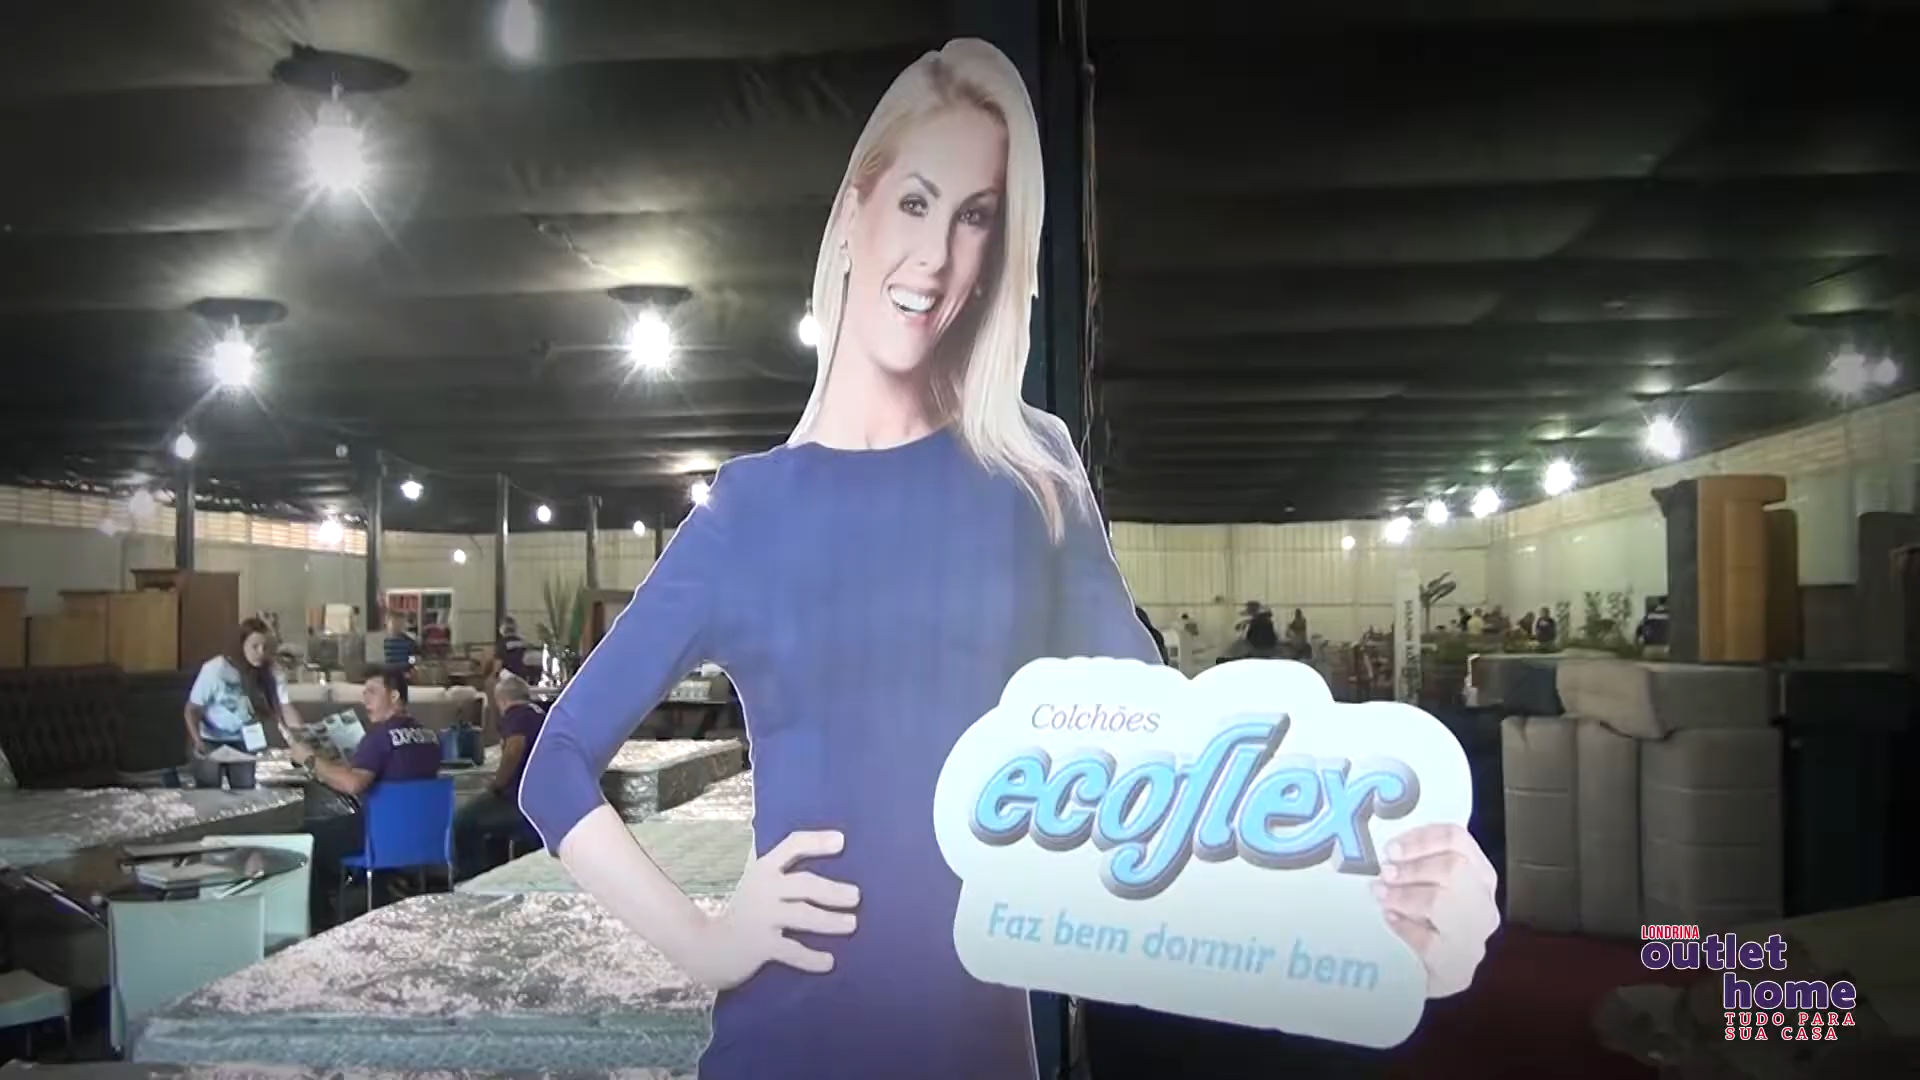 Colchões
ecoflex
Faz bem dormir bem
LONDRINA
outlet
home
TUDO PARA
SUA CASA